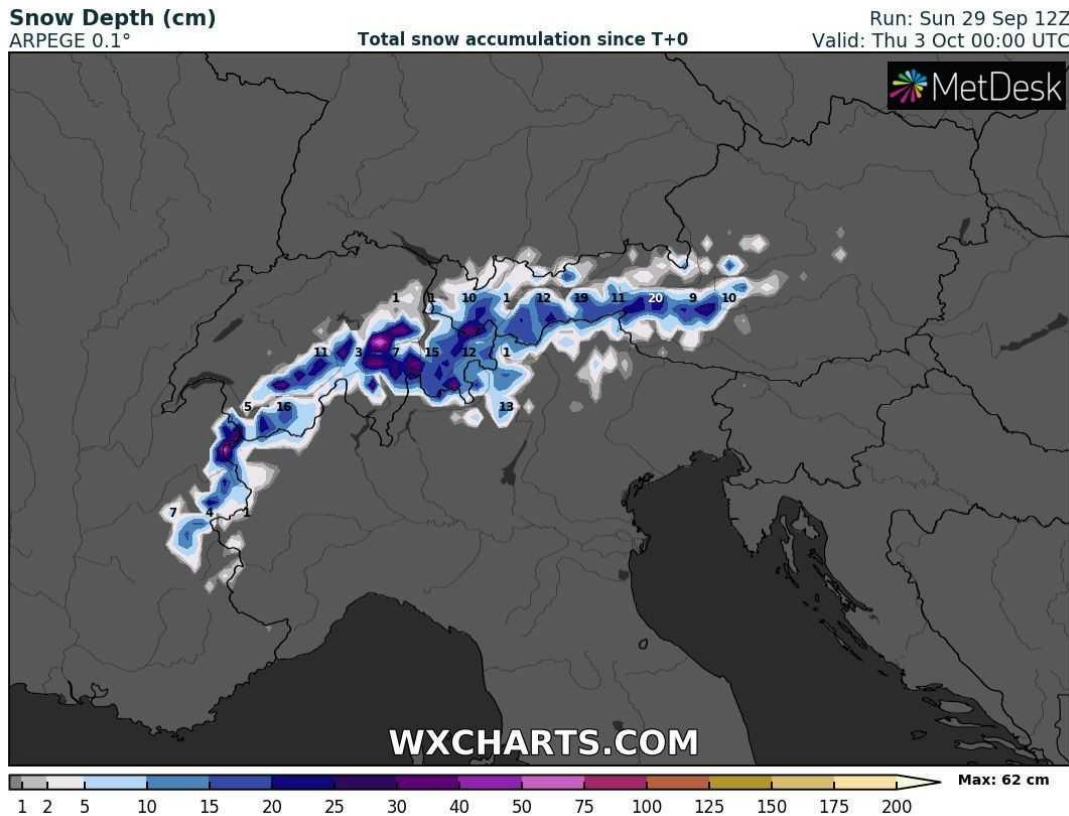 Snow Depth (cm)
Run: Sun 29 Sep 12Z
ARPEGE 0.1°
Total snow accumulation since T+0
Valid: Thu 3 Oct 00:00 UTC
MetDesk
1 1 10 1 12 19 11 20 9 10
11 3 7 15 12 1
5 16 13
7 4 1
WXCHARTS.COM
Max: 62 cm
1 2 5 10 15 20 25 30 40 50 75 100 125 150 175 200